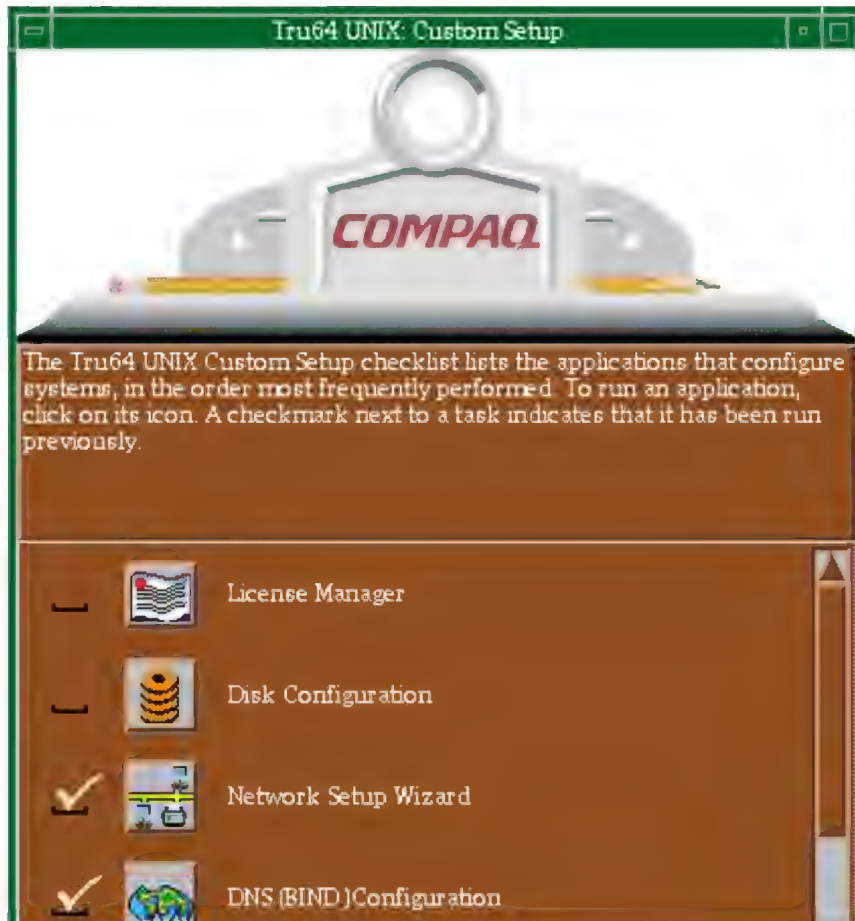 Tru64 UNIX: Custom Setup
COMPAQ
The Tru64 UNIX Custom Setup checklist lists the applications that configure
systems, in the order most frequently performed. To run an application,
click on its icon. A checkmark next to a task indicates that it has been run
previously.
License Manager
Disk Configuration
Network Setup Wizard
DNS (BIND)Configuration